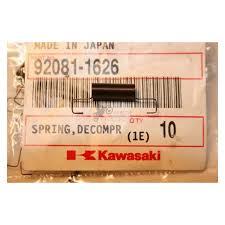 MADE IN JAPAN
92081-1626
QTY
SPRING,DECOMPR (1E) 10
Kawasaki